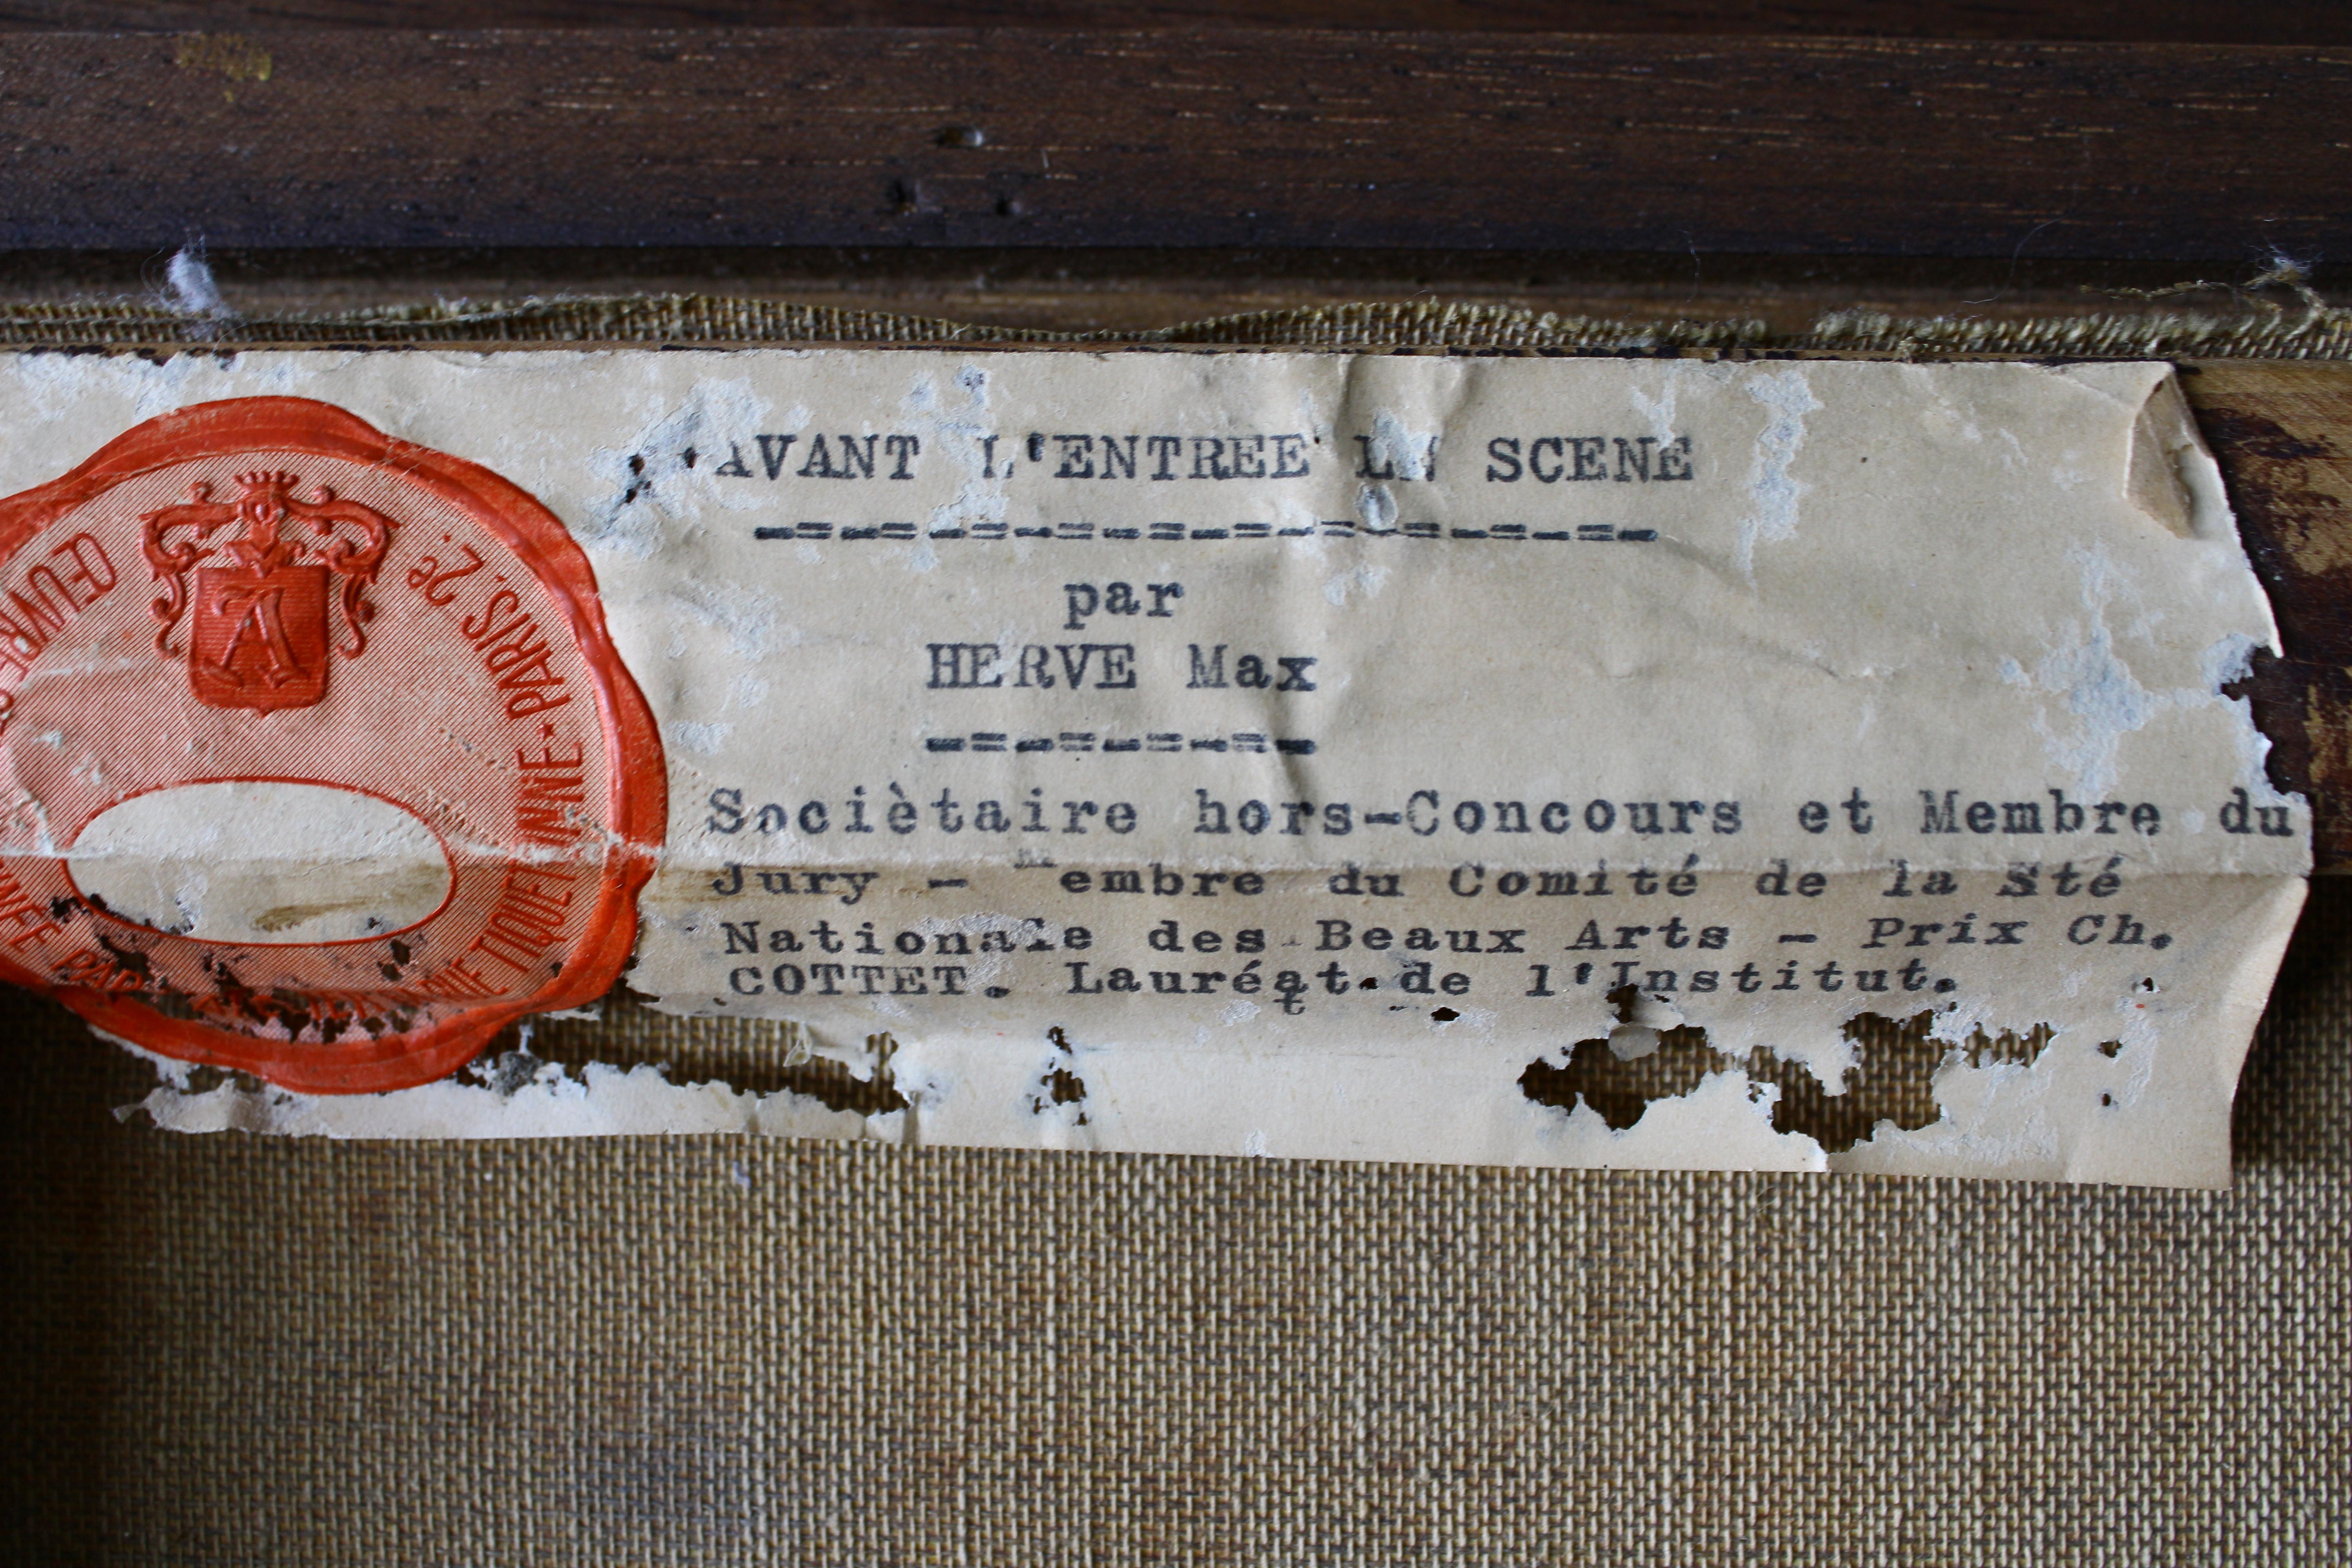 AVANT L'ENTREE EN SCENE
-=-=-=-=-=-=-=-=-=-=-
par
HERVE Max
-=-=-=-=-
Sociètaire hors-Concours et Membre du
Jury - Membre du Comité de la Sté
Nationale des Beaux Arts - Prix Ch.
COTTET. Lauréat de l'Institut.
A
PARIS. 2e.